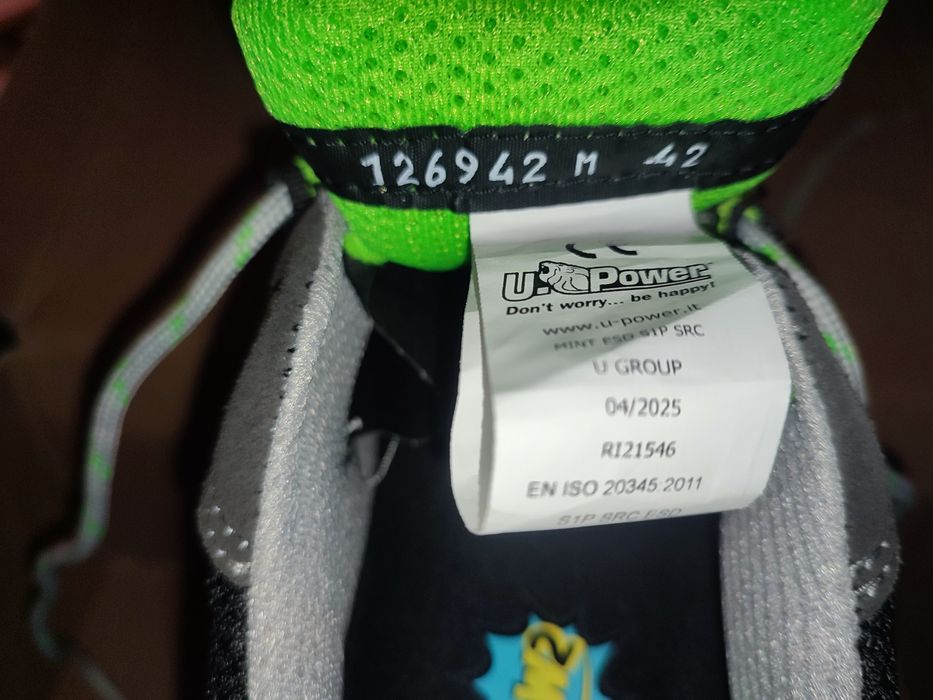 126942 M 42
CE
U-Power
Don't worry... be happy!
www.u-power.it
MINT ESD S1P SRC
U GROUP
04/2025
RI21546
EN ISO 20345:2011
S1P SRC ESD